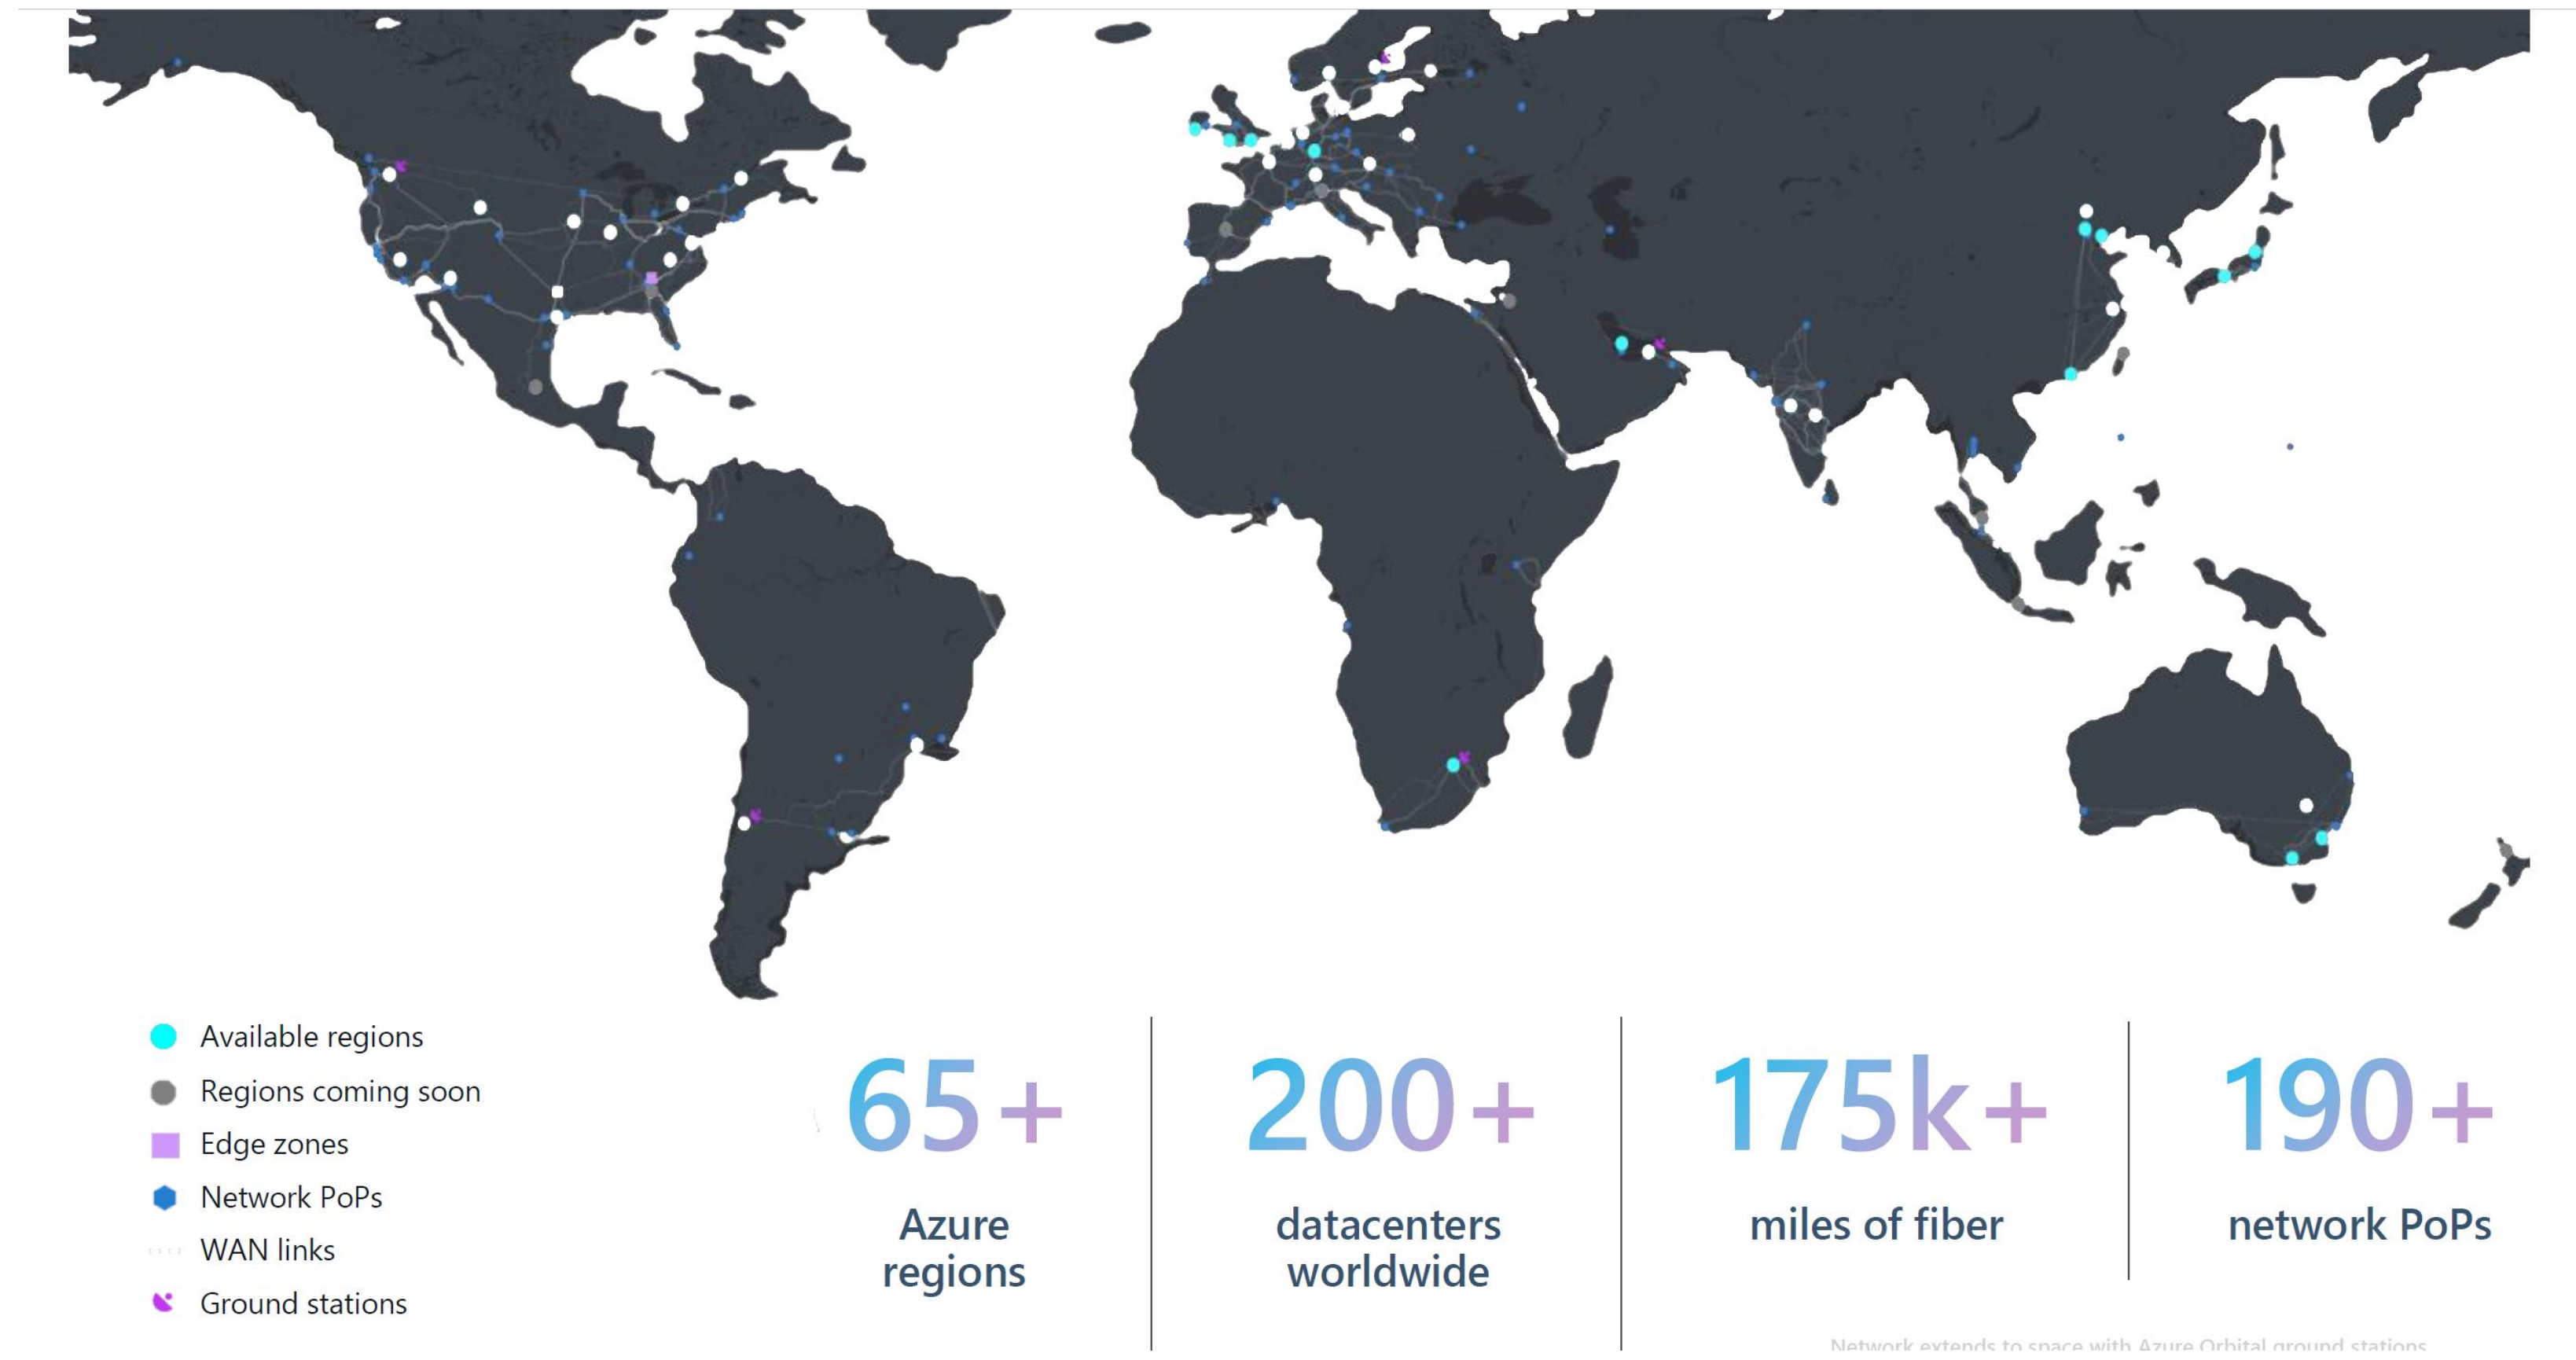 Available regions
Regions coming soon
Edge zones
Network PoPs
WAN links
Ground stations
65+
Azure
regions
200+
datacenters
worldwide
175k+
miles of fiber
190+
network PoPs
Network extends to space with Azure Orbital ground stations